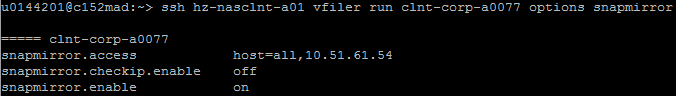 u0144201@c152mad:~> ssh hz-nasclnt-a01 vfiler run clnt-corp-a0077 options snapmirror
===== clnt-corp-a0077
snapmirror.access host=all,10.51.61.54
snapmirror.checkip.enable off
snapmirror.enable on